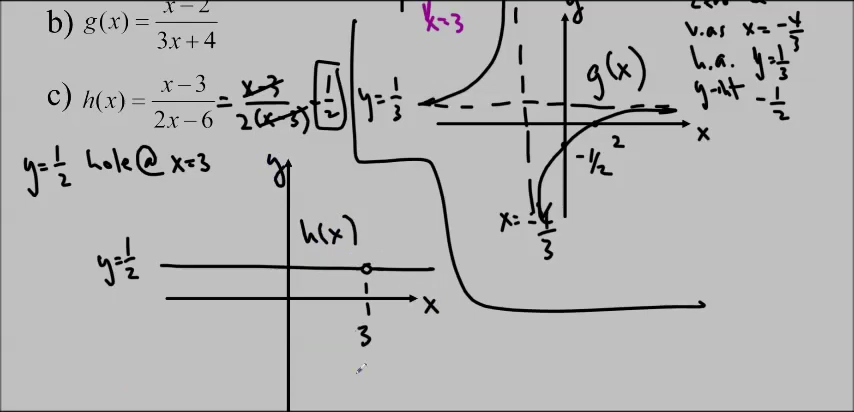 b) g(x) = x-2 / 3x+4
c) h(x) = x-3 / 2x-6 = x-3 / 2(x-3) = 1/2
y=1/2 hole @ x=3
y
h(x)
y=1/2
x
3
x=3
y
g(x)
y=1/3
x
-1/2
2
x=-4/3
v.as x=-4/3
h.a. y=1/3
y-int -1/2